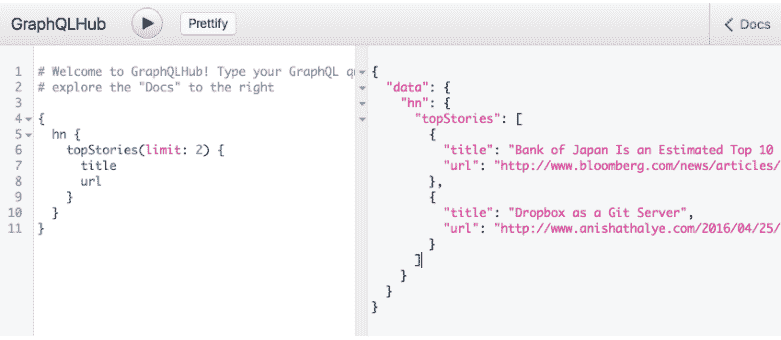 GraphQLHub
Prettify
Docs
1 # Welcome to GraphQLHub! Type your GraphQL
2 # explore the "Docs" to the right
3
4 {
5 hn {
6 topStories(limit: 2) {
7 title
8 url
9 }
10 }
11 }
{
"data": {
"hn": {
"topStories": [
{
"title": "Bank of Japan Is an Estimated Top 10
"url": "http://www.bloomberg.com/news/articles/
},
{
"title": "Dropbox as a Git Server",
"url": "http://www.anishathalye.com/2016/04/25/
}
]
}
}
}